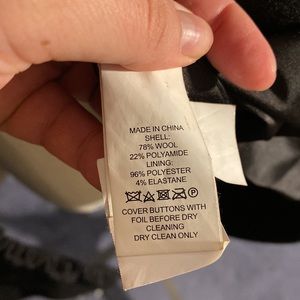 MADE IN CHINA
SHELL:
78% WOOL
22% POLYAMIDE
LINING:
96% POLYESTER
4% ELASTANE
P
COVER BUTTONS WITH
FOIL BEFORE DRY
CLEANING
DRY CLEAN ONLY